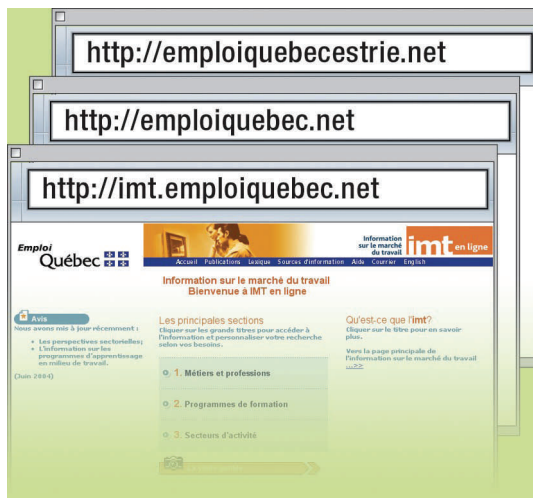 http://emploiquebecestrie.net
http://emploiquebec.net
http://imt.emploiquebec.net
Emploi
Québec
Information
sur le marché
du travail
imt en ligne
Accueil Publications Lexique Sources d'information Aide Courrier English
Information sur le marché du travail
Bienvenue à IMT en ligne
Avis
Nous avons mis à jour récemment :
Les perspectives sectorielles;
L'information sur les
programmes d'apprentissage
en milieu de travail.
(Juin 2004)
Les principales sections
Cliquer sur les grands titres pour accéder à
l'information et personnaliser votre recherche
selon vos besoins.
1. Métiers et professions
2. Programmes de formation
3. Secteurs d'activité
Qu'est-ce que l'imt?
Cliquer sur le titre pour en savoir
plus.
Vers la page principale de
l'information sur le marché du travail
...>>